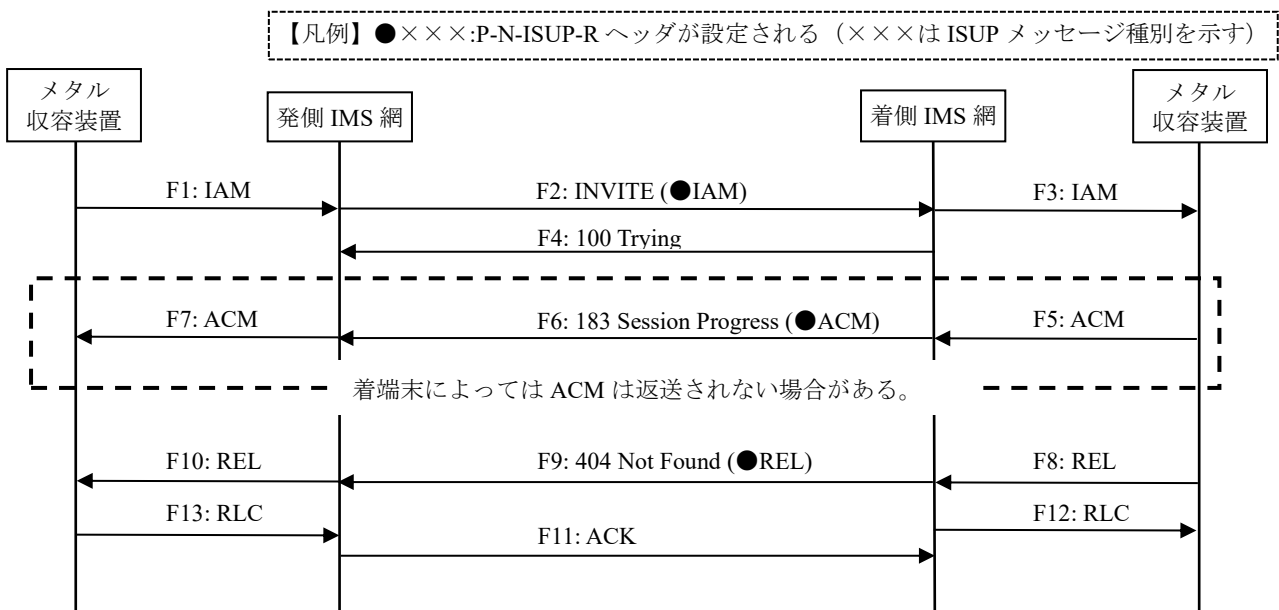 【凡例】●×××:P-N-ISUP-R ヘッダが設定される（×××は ISUP メッセージ種別を示す）
メタル
収容装置
発側 IMS 網
着側 IMS 網
メタル
収容装置
F1: IAM
F2: INVITE (●IAM)
F3: IAM
F4: 100 Trying
F7: ACM
F6: 183 Session Progress (●ACM)
F5: ACM
着端末によっては ACM は返送されない場合がある。
F10: REL
F9: 404 Not Found (●REL)
F8: REL
F13: RLC
F11: ACK
F12: RLC